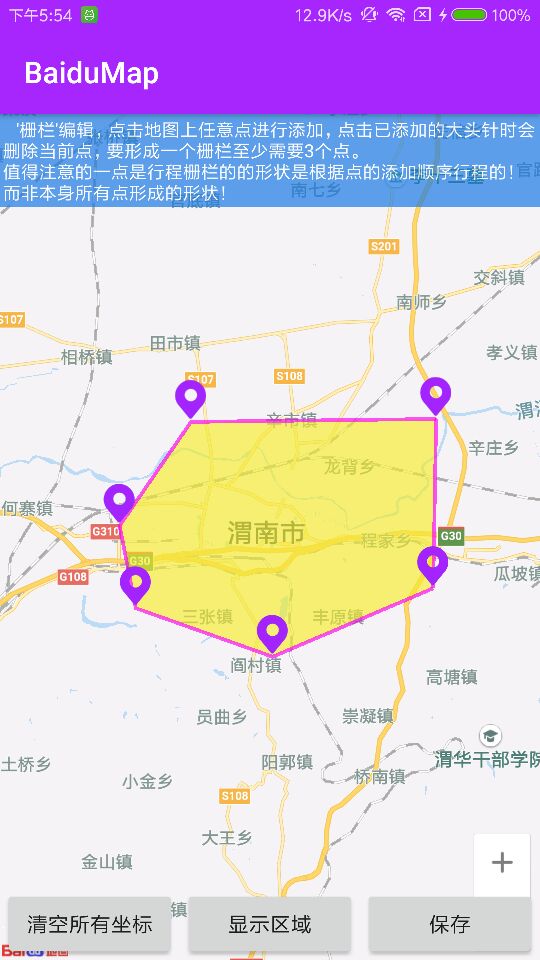 下午5:54
12.9K/s
100%
BaiduMap
'栅栏'编辑，点击地图上任意点进行添加，点击已添加的大头针时会
删除当前点，要形成一个栅栏至少需要3个点。
值得注意的一点是行程栅栏的的形状是根据点的添加顺序行程的！
而非本身所有点形成的形状！
南七乡
S201
交斜镇
南师乡
S107
田市镇
相桥镇
孝义镇
S107
S108
辛市镇
辛庄乡
龙背乡
何寨镇
G310
渭南市
程家乡
G30
G30
瓜坡镇
G108
三张镇
丰原镇
阎村镇
高塘镇
员曲乡
崇凝镇
土桥乡
阳郭镇
渭华干部学院
小金乡
桥南镇
S108
大王乡
金山镇
+
清空所有坐标
显示区域
保存
镇